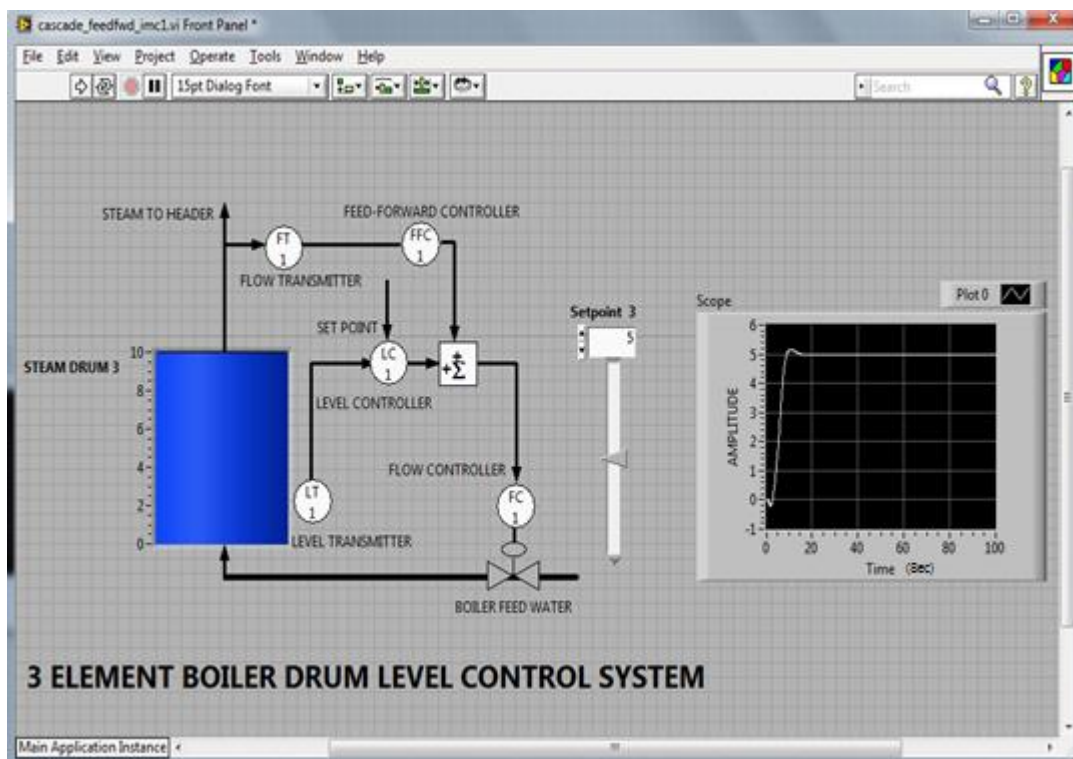 cascade_feedfwd_imc1.vi Front Panel *
File Edit View Project Operate Tools Window Help
15pt Dialog Font
Search
STEAM TO HEADER
FEED-FORWARD CONTROLLER
FT
1
FFC
1
FLOW TRANSMITTER
SET POINT
LC
1
LEVEL CONTROLLER
+
+Σ
STEAM DRUM 3
10
8
6
4
2
0
LT
1
LEVEL TRANSMITTER
FLOW CONTROLLER
FC
1
BOILER FEED WATER
Setpoint 3
5
Scope
Plot 0
AMPLITUDE
6
5
4
3
2
1
0
-1
0 20 40 60 80 100
Time (Sec)
3 ELEMENT BOILER DRUM LEVEL CONTROL SYSTEM
Main Application Instance